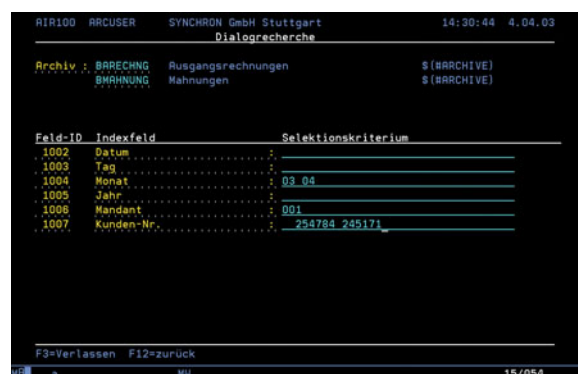 AIR100 ARCUSER SYNCHRON GmbH Stuttgart 14:30:44 4.04.03
Dialogrecherche
Archiv : BARECHNG Ausgangsrechnungen $(#ARCHIVE)
BMAHNUNG Mahnungen $(#ARCHIVE)
Feld-ID Indexfeld Selektionskriterium
1002 Datum :
1003 Tag :
1004 Monat : 03 04
1005 Jahr :
1006 Mandant : 001
1007 Kunden-Nr. : 254784 245171
F3=Verlassen F12=zurück
MW 15/054